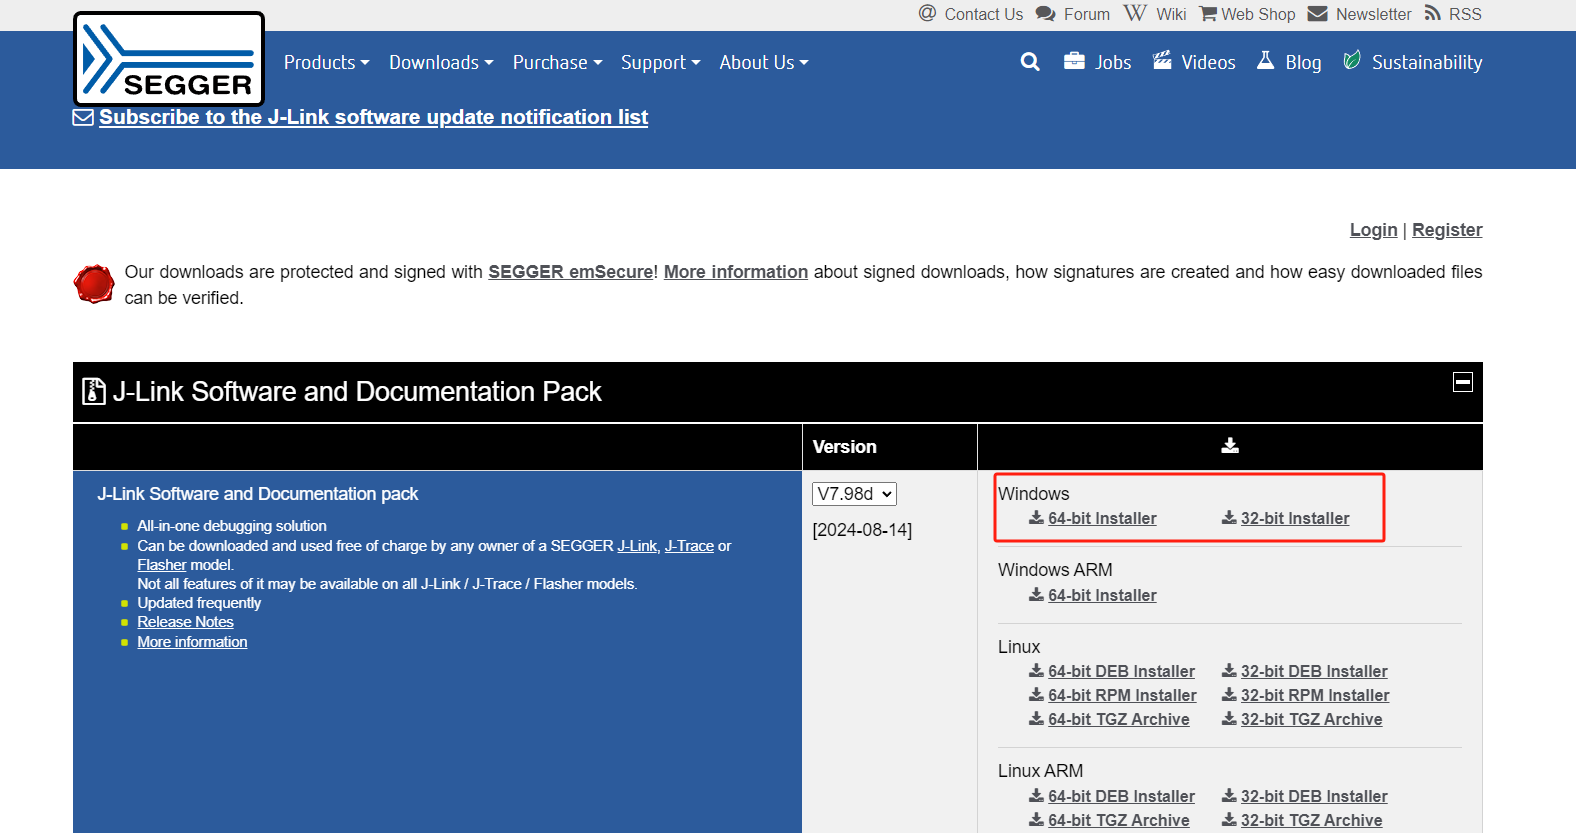 Contact Us Forum Wiki Web Shop Newsletter RSS
SEGGER
Products Downloads Purchase Support About Us Jobs Videos Blog Sustainability
Subscribe to the J-Link software update notification list
Login | Register
Our downloads are protected and signed with SEGGER emSecure! More information about signed downloads, how signatures are created and how easy downloaded files
can be verified.
J-Link Software and Documentation Pack
Version
J-Link Software and Documentation pack
All-in-one debugging solution
Can be downloaded and used free of charge by any owner of a SEGGER J-Link, J-Trace or
Flasher model.
Not all features of it may be available on all J-Link / J-Trace / Flasher models.
Updated frequently
Release Notes
More information
V7.98d
[2024-08-14]
Windows
64-bit Installer 32-bit Installer
Windows ARM
64-bit Installer
Linux
64-bit DEB Installer 32-bit DEB Installer
64-bit RPM Installer 32-bit RPM Installer
64-bit TGZ Archive 32-bit TGZ Archive
Linux ARM
64-bit DEB Installer 32-bit DEB Installer
64-bit TGZ Archive 32-bit TGZ Archive